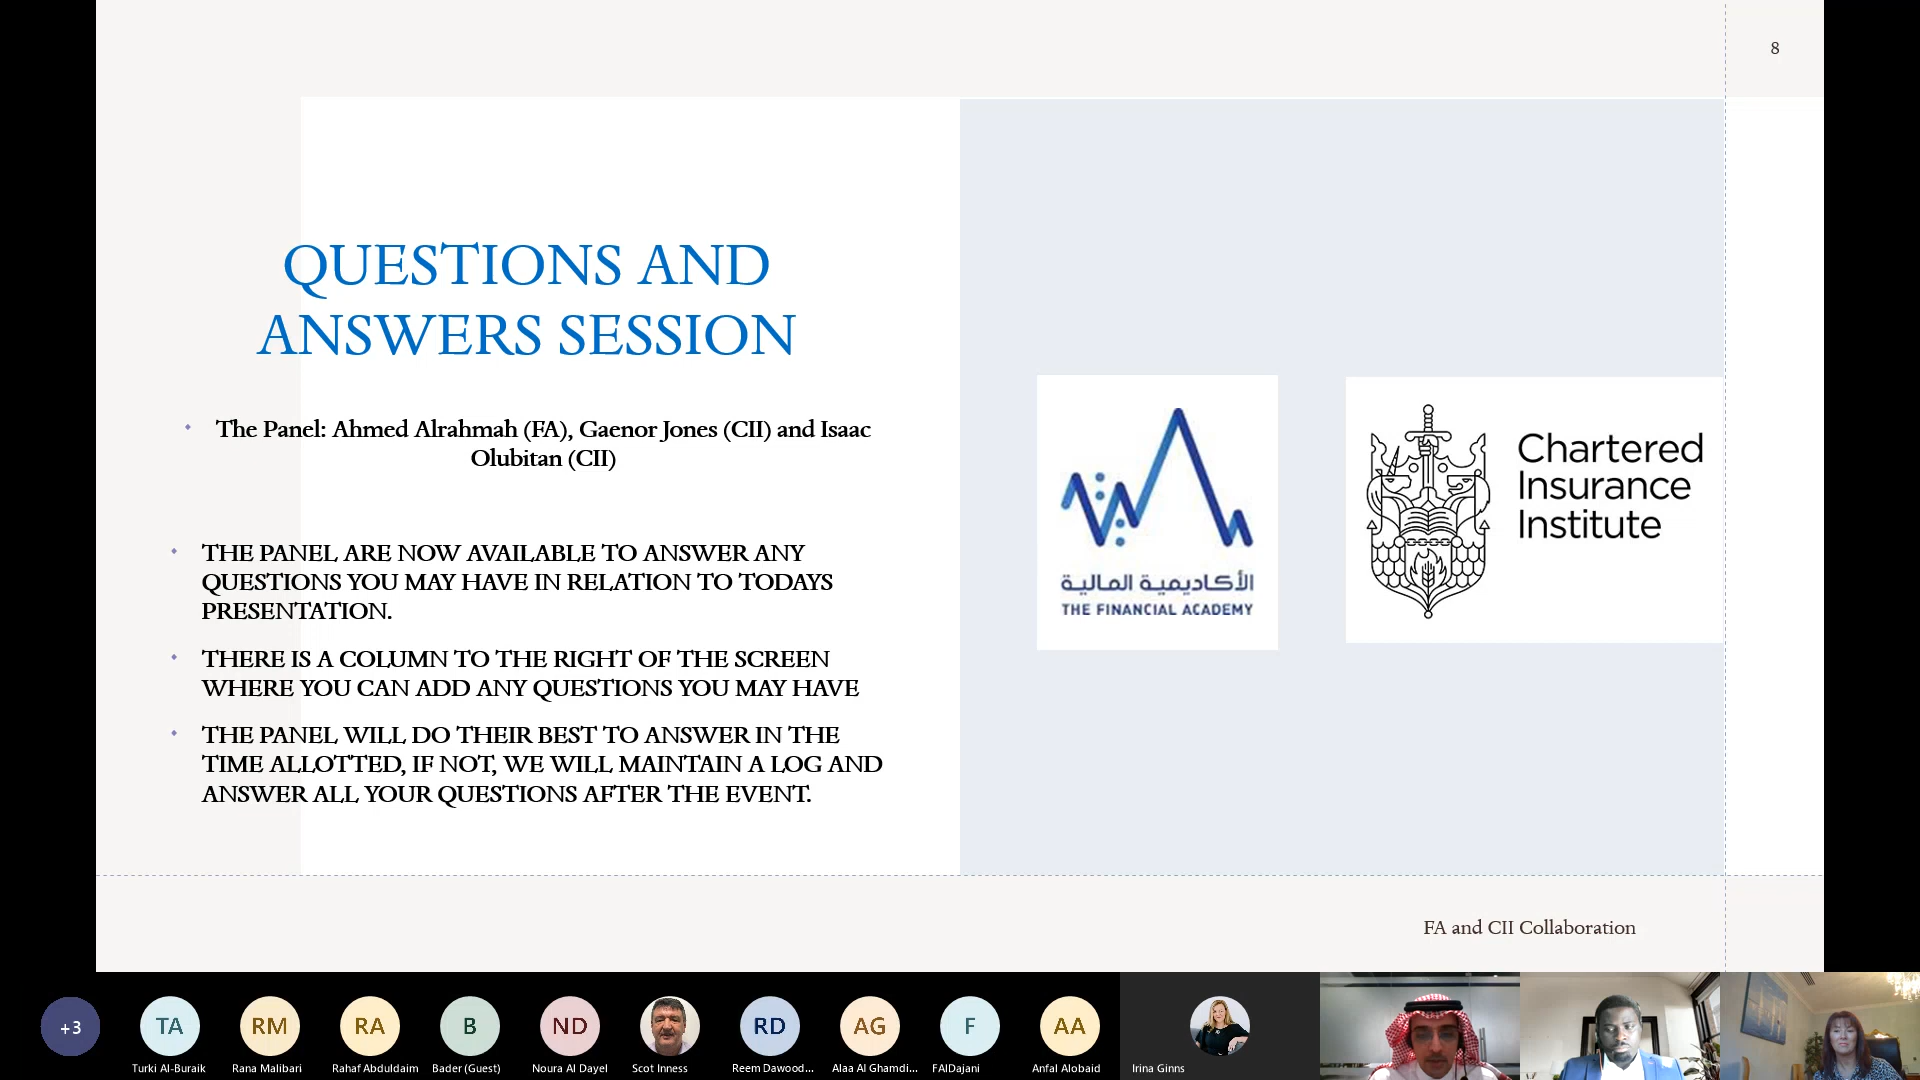 8
QUESTIONS AND
ANSWERS SESSION
The Panel: Ahmed Alrahmah (FA), Gaenor Jones (CII) and Isaac
Olubitan (CII)
THE PANEL ARE NOW AVAILABLE TO ANSWER ANY
QUESTIONS YOU MAY HAVE IN RELATION TO TODAYS
PRESENTATION.
THERE IS A COLUMN TO THE RIGHT OF THE SCREEN
WHERE YOU CAN ADD ANY QUESTIONS YOU MAY HAVE
THE PANEL WILL DO THEIR BEST TO ANSWER IN THE
TIME ALLOTTED, IF NOT, WE WILL MAINTAIN A LOG AND
ANSWER ALL YOUR QUESTIONS AFTER THE EVENT.
الأكاديمية المالية
THE FINANCIAL ACADEMY
Chartered
Insurance
Institute
FA and CII Collaboration
+3
TA
RM
RA
B
ND
RD
AG
F
AA
Turki Al-Buraik
Rana Malibari
Rahaf Abduldaim
Bader (Guest)
Noura Al Dayel
Scot Inness
Reem Dawood...
Alaa Al Ghamdi...
FAlDajani
Anfal Alobaid
Irina Ginns